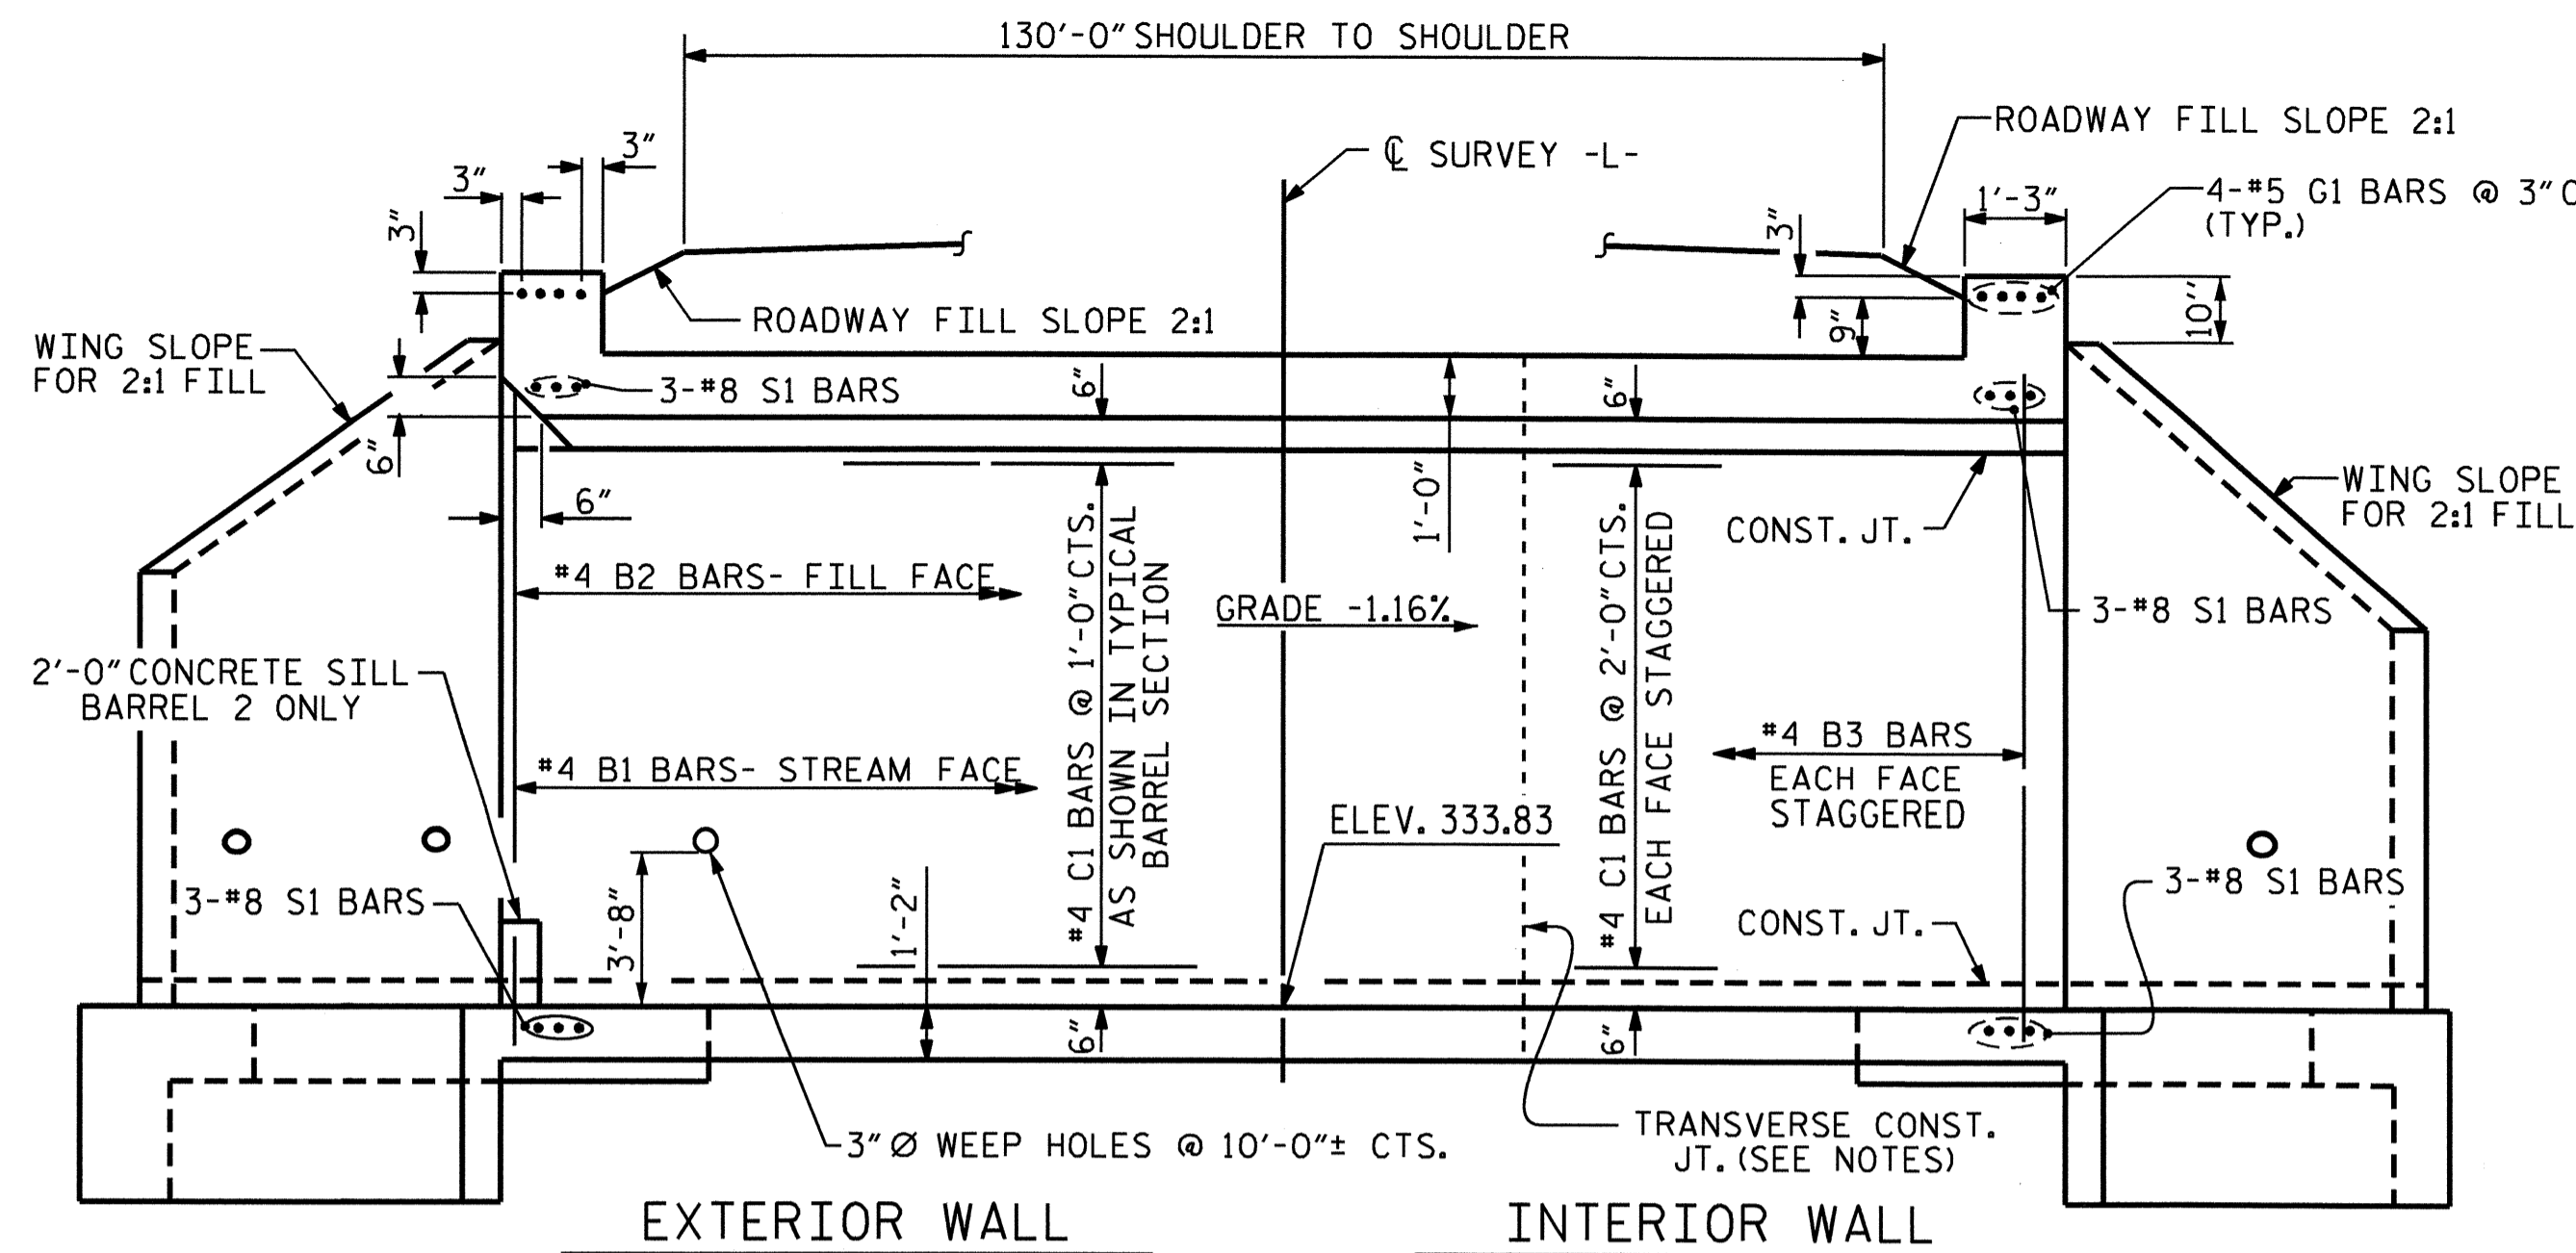 130'-0" SHOULDER TO SHOULDER
ROADWAY FILL SLOPE 2:1
3"
℄ SURVEY -L-
3"
4-#5 G1 BARS @ 3" C
(TYP.)
1'-3"
3"
3"
ROADWAY FILL SLOPE 2:1
9"
10"
WING SLOPE
FOR 2:1 FILL
3-#8 S1 BARS
6"
6"
6"
WING SLOPE
FOR 2:1 FILL
6"
1'-0"
CONST. JT.
#4 B2 BARS- FILL FACE
#4 C1 BARS @ 1'-0" CTS.
AS SHOWN IN TYPICAL
BARREL SECTION
GRADE -1.16%
#4 C1 BARS @ 2'-0" CTS.
EACH FACE STAGGERED
3-#8 S1 BARS
2'-0" CONCRETE SILL
BARREL 2 ONLY
#4 B1 BARS- STREAM FACE
#4 B3 BARS
EACH FACE
STAGGERED
ELEV. 333.83
3-#8 S1 BARS
3'-8"
1'-2"
CONST. JT.
3-#8 S1 BARS
6"
6"
3" Ø WEEP HOLES @ 10'-0"± CTS.
TRANSVERSE CONST.
JT. (SEE NOTES)
EXTERIOR WALL
INTERIOR WALL